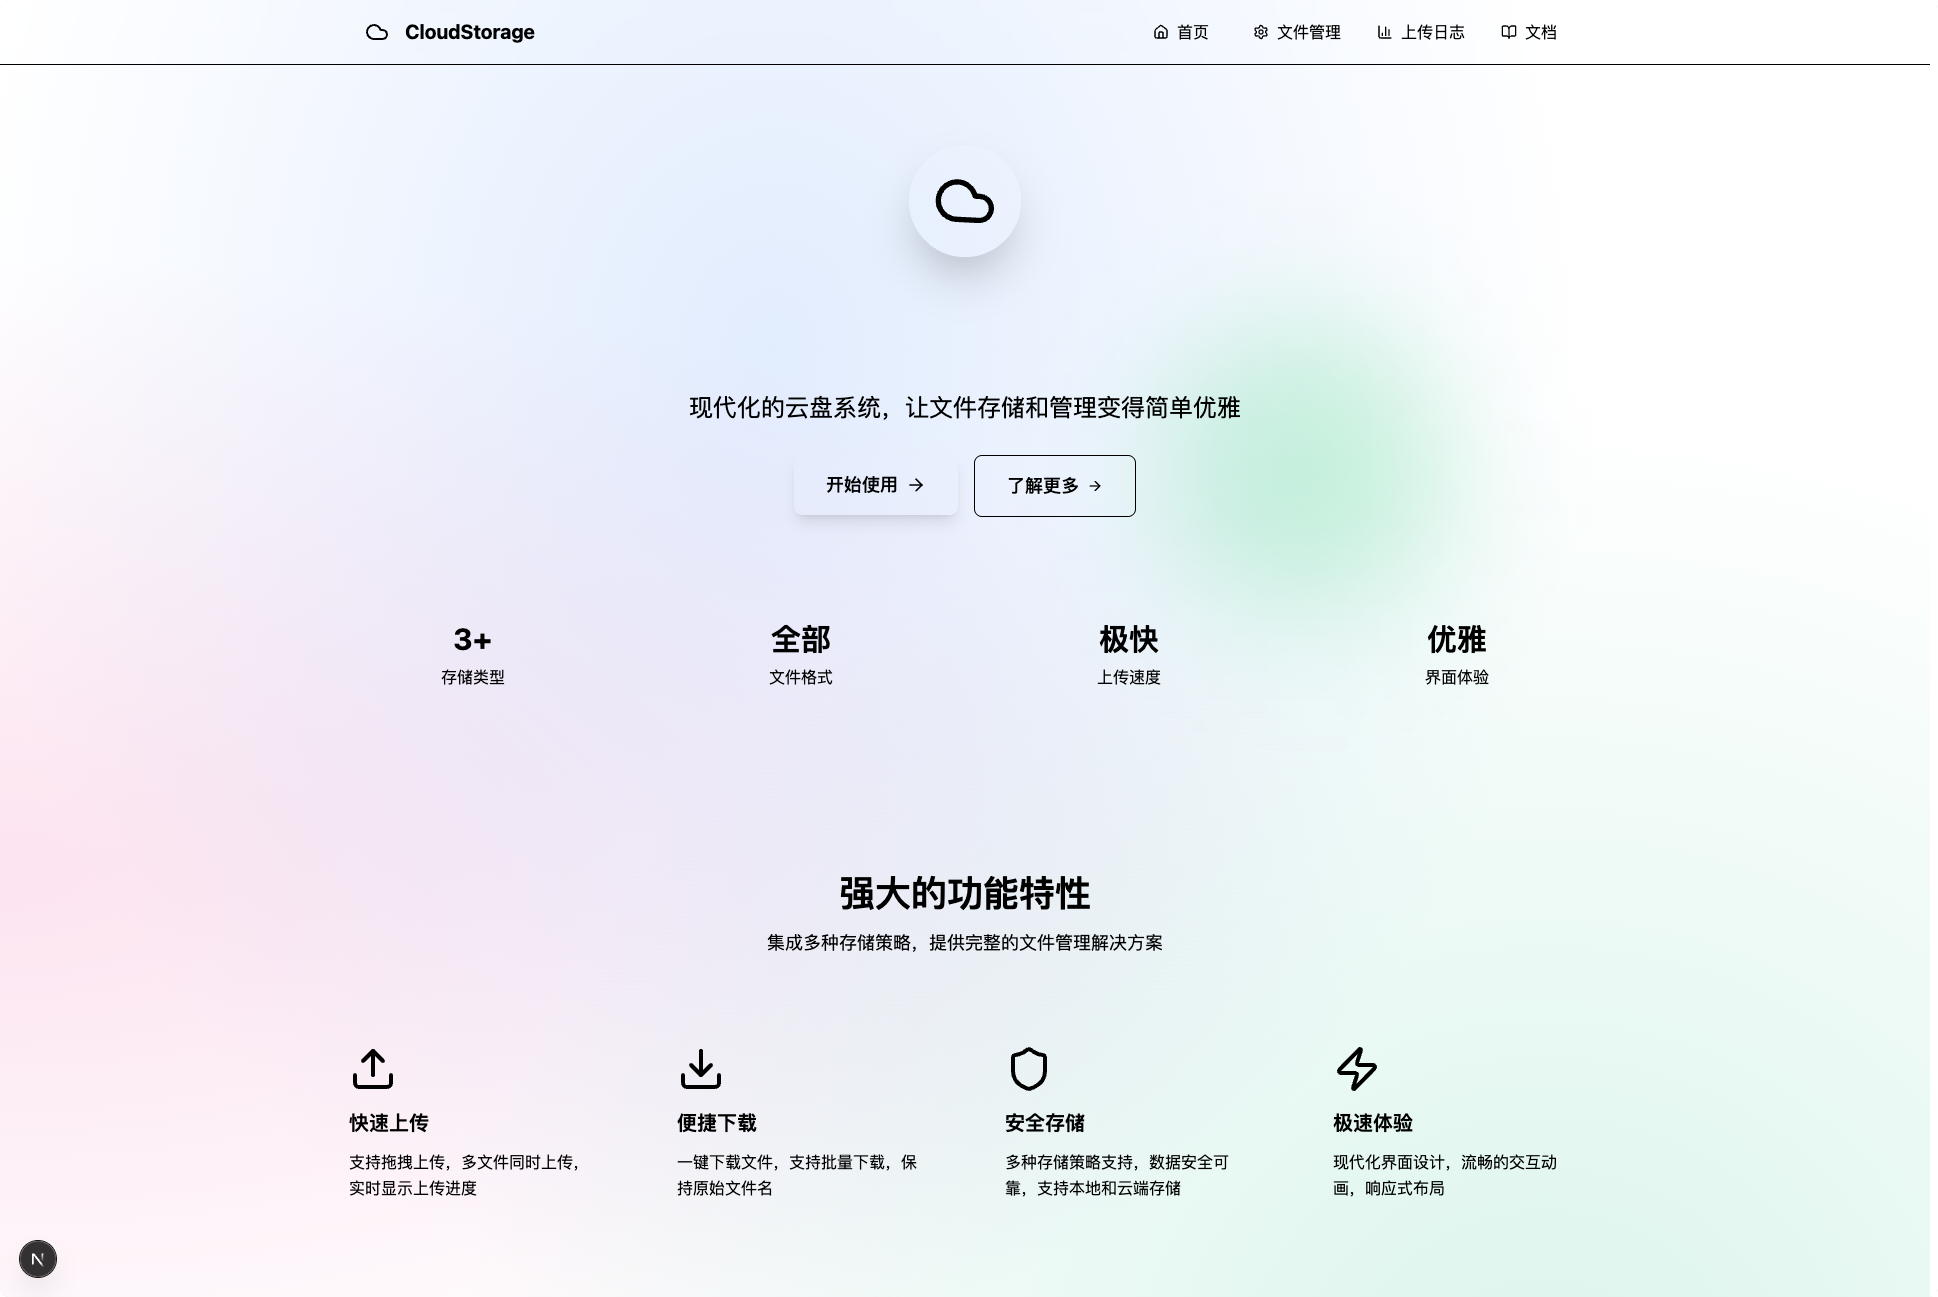 CloudStorage
首页
文件管理
上传日志
文档
现代化的云盘系统，让文件存储和管理变得简单优雅
开始使用
了解更多
3+
全部
极快
优雅
存储类型
文件格式
上传速度
界面体验
强大的功能特性
集成多种存储策略，提供完整的文件管理解决方案
快速上传
支持拖拽上传，多文件同时上传，
实时显示上传进度
便捷下载
一键下载文件，支持批量下载，保
持原始文件名
安全存储
多种存储策略支持，数据安全可
靠，支持本地和云端存储
极速体验
现代化界面设计，流畅的交互动
画，响应式布局
N